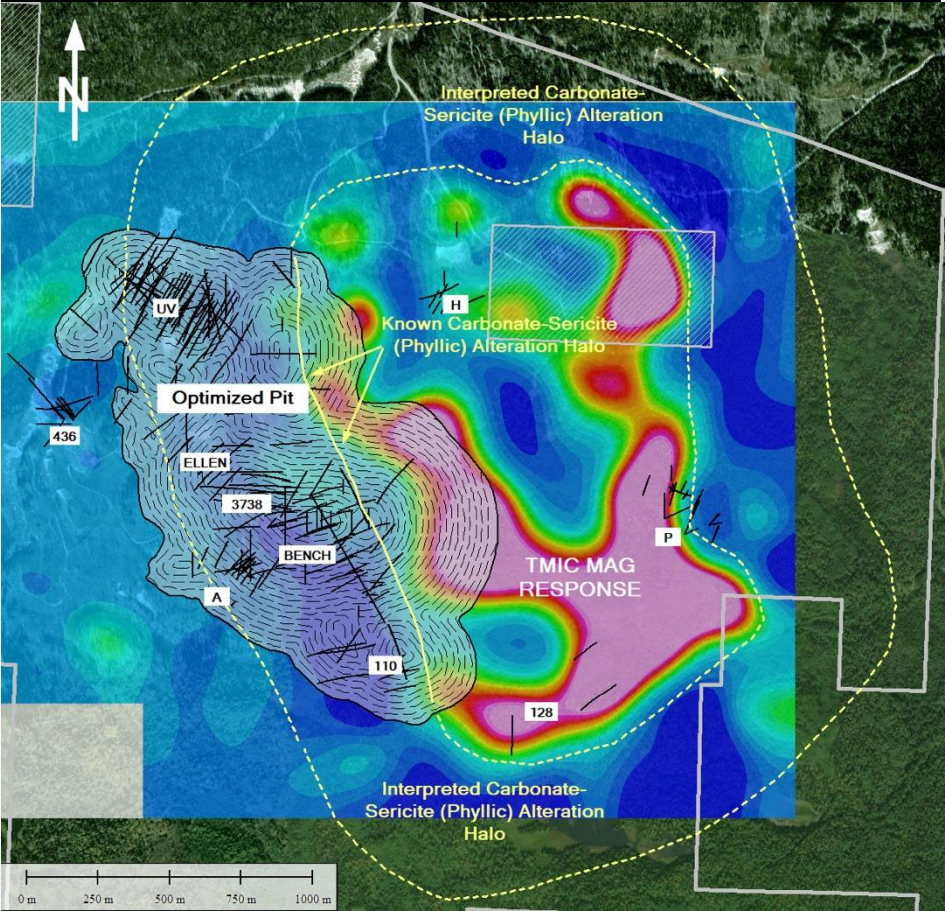 N
Interpreted Carbonate-
Sericite (Phyllic) Alteration
Halo
UV
H
Known Carbonate-Sericite
(Phyllic) Alteration Halo
Optimized Pit
436
ELLEN
3738
P
BENCH
TMIC MAG
RESPONSE
A
110
128
Interpreted Carbonate-
Sericite (Phyllic) Alteration
Halo
0 m 250 m 500 m 750 m 1000 m